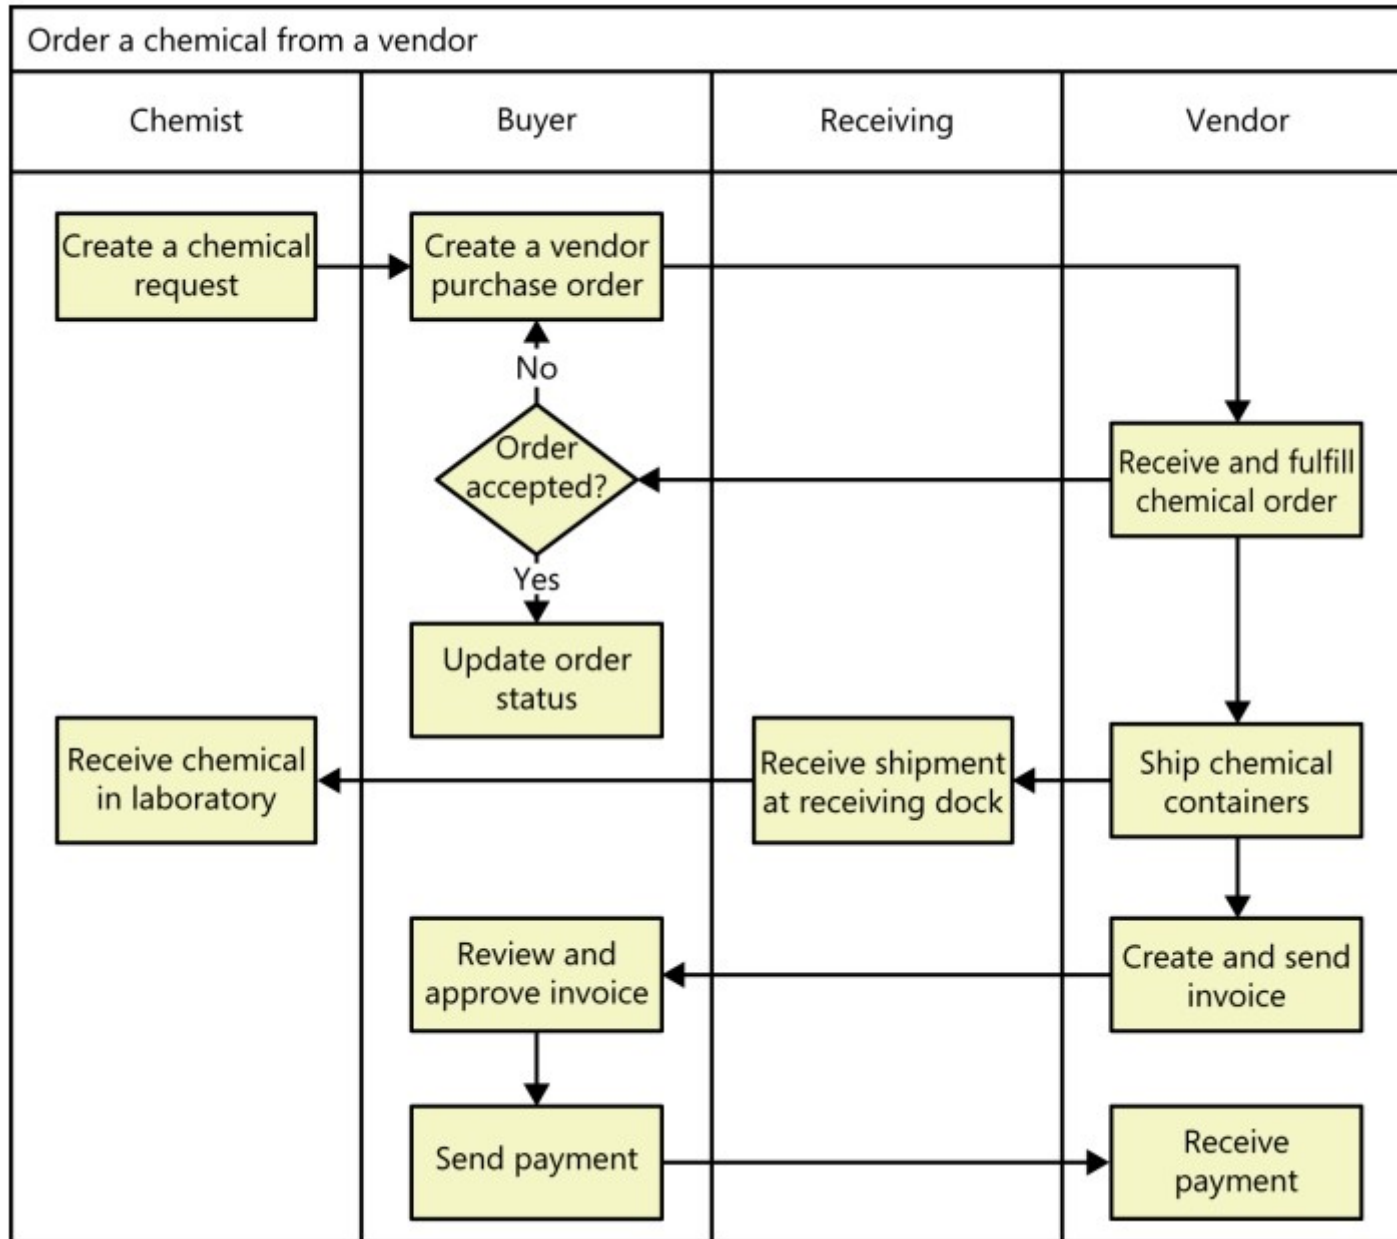 Order a chemical from a vendor
Chemist
Buyer
Receiving
Vendor
Create a chemical
request
Create a vendor
purchase order
No
Order
accepted?
Receive and fulfill
chemical order
Yes
Update order
status
Receive chemical
in laboratory
Receive shipment
at receiving dock
Ship chemical
containers
Review and
approve invoice
Create and send
invoice
Send payment
Receive
payment